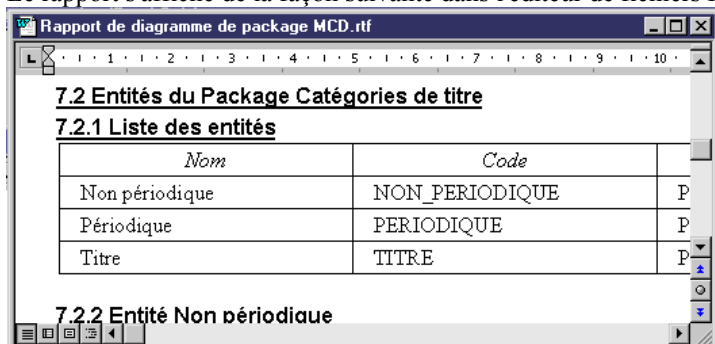 Le rapport s'affiche de la façon suivante dans l'éditeur de fichiers
Rapport de diagramme de package MCD.rtf
1 2 3 4 5 6 7 8 9 10
7.2 Entités du Package Catégories de titre
7.2.1 Liste des entités
Nom Code
Non périodique NON_PERIODIQUE P
Périodique PERIODIQUE P
Titre TITRE P
7.2.2 Entité Non périodique